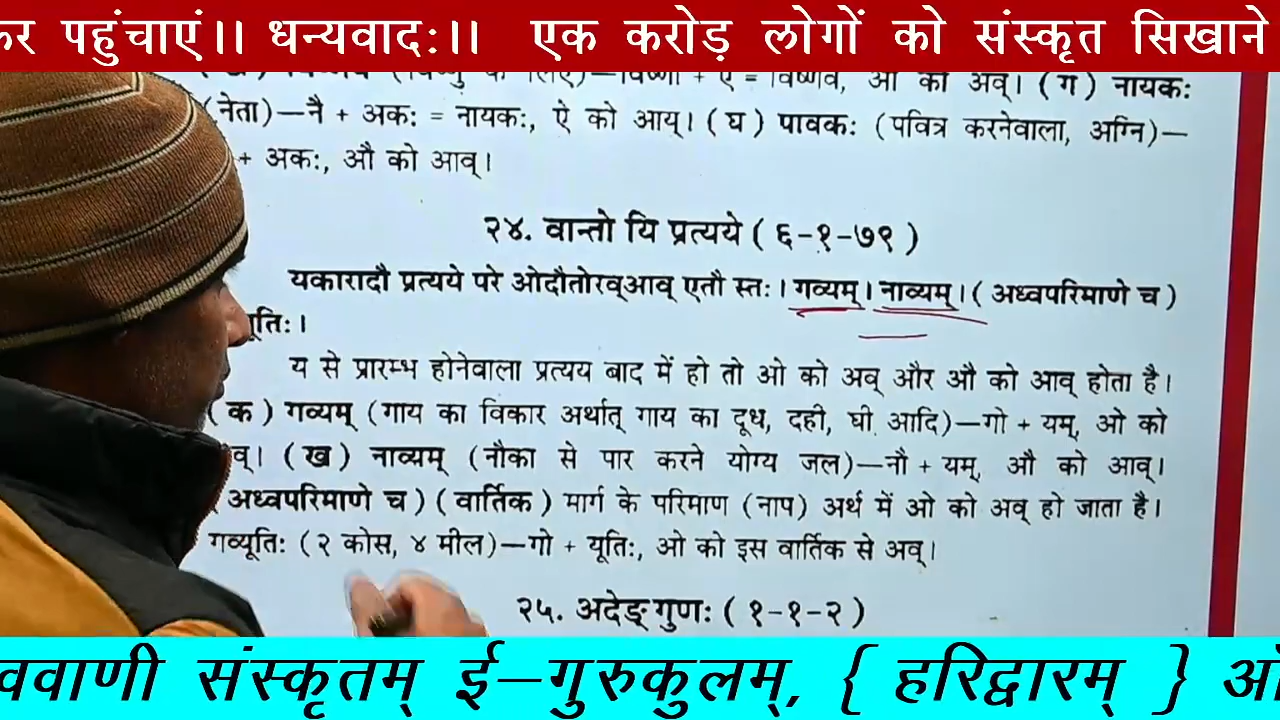 पहुंचाएं।। धन्यवादः।। एक करोड़ लोगों को संस्कृत सिखाने
को अव्। (ग) नायकः
(नेता)—नै + अकः = नायकः, ऐ को आय्। (घ) पावकः (पवित्र करनेवाला, अग्नि)—
+ अकः, औ को आव्।
२४. वान्तो यि प्रत्यये (६-१-७९)
यकारादौ प्रत्यये परे ओदौतोरव्आव् एतौ स्तः। गव्यम्। नाव्यम्। (अध्वपरिमाणे च)
य से प्रारम्भ होनेवाला प्रत्यय बाद में हो तो ओ को अव् और औ को आव् होता है।
(क) गव्यम् (गाय का विकार अर्थात् गाय का दूध, दही, घी आदि)—गो + यम्, ओ को
व्। (ख) नाव्यम् (नौका से पार करने योग्य जल)—नौ + यम्, औ को आव्।
अध्वपरिमाणे च) (वार्तिक) मार्ग के परिमाण (नाप) अर्थ में ओ को अव् हो जाता है।
गव्यूतिः (२ कोस, ४ मील)—गो + यूतिः, ओ को इस वार्तिक से अव्।
२५. अदेङ् गुणः (१-१-२)
संस्कृतम् ई–गुरुकुलम्, { हरिद्वारम् }